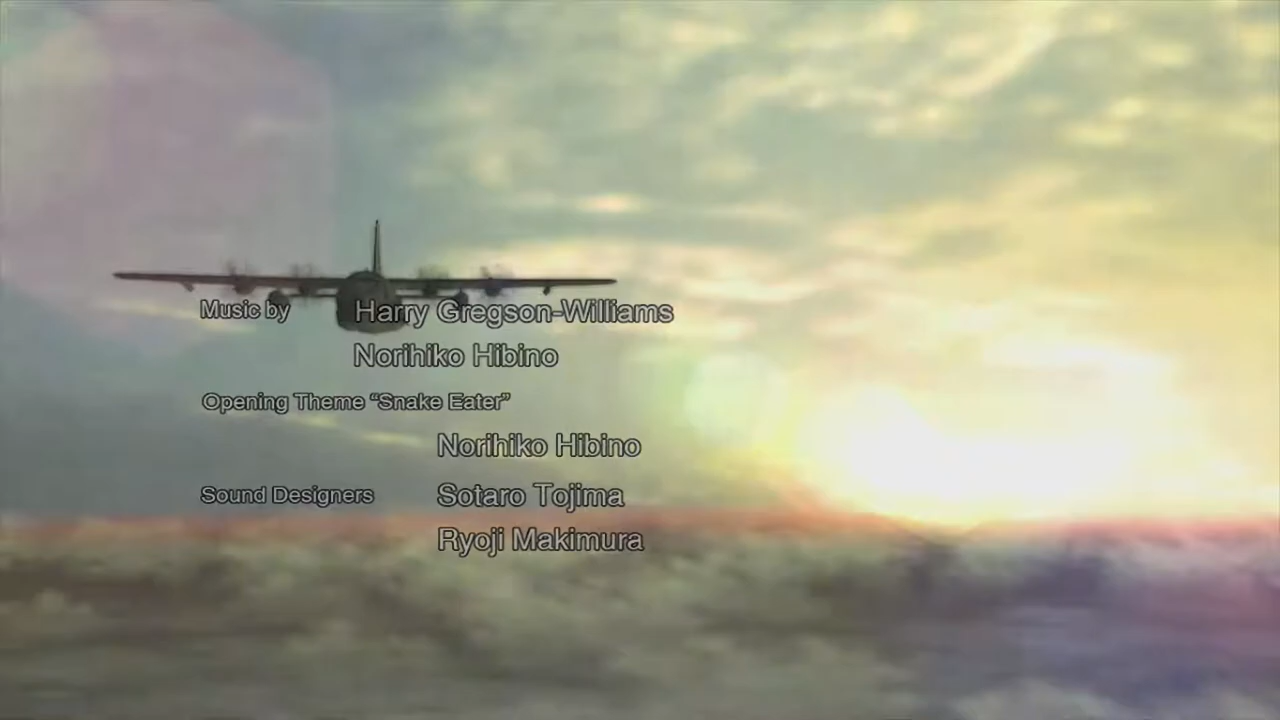 Music by Harry Gregson-Williams
Norihiko Hibino
Opening Theme “Snake Eater”
Norihiko Hibino
Sound Designers Sotaro Tojima
Ryoji Makimura